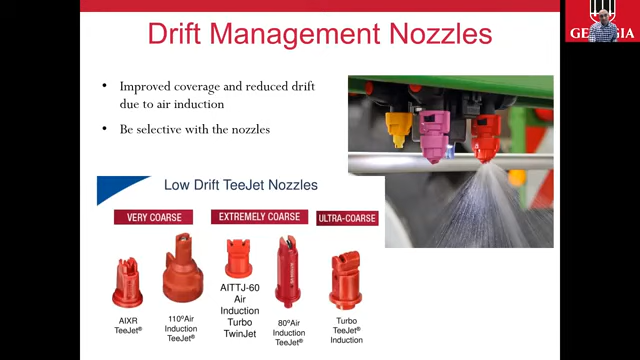 Drift Management Nozzles
GE RGIA
• Improved coverage and reduced drift
due to air induction
• Be selective with the nozzles
Low Drift TeeJet Nozzles
VERY COARSE
EXTREMELY COARSE
ULTRA-COARSE
AIXR
TeeJet®
110º Air
Induction
TeeJet®
AITTJ-60
Air
Induction
Turbo
TwinJet
80º Air
Induction
TeeJet®
Turbo
TeeJet®
Induction